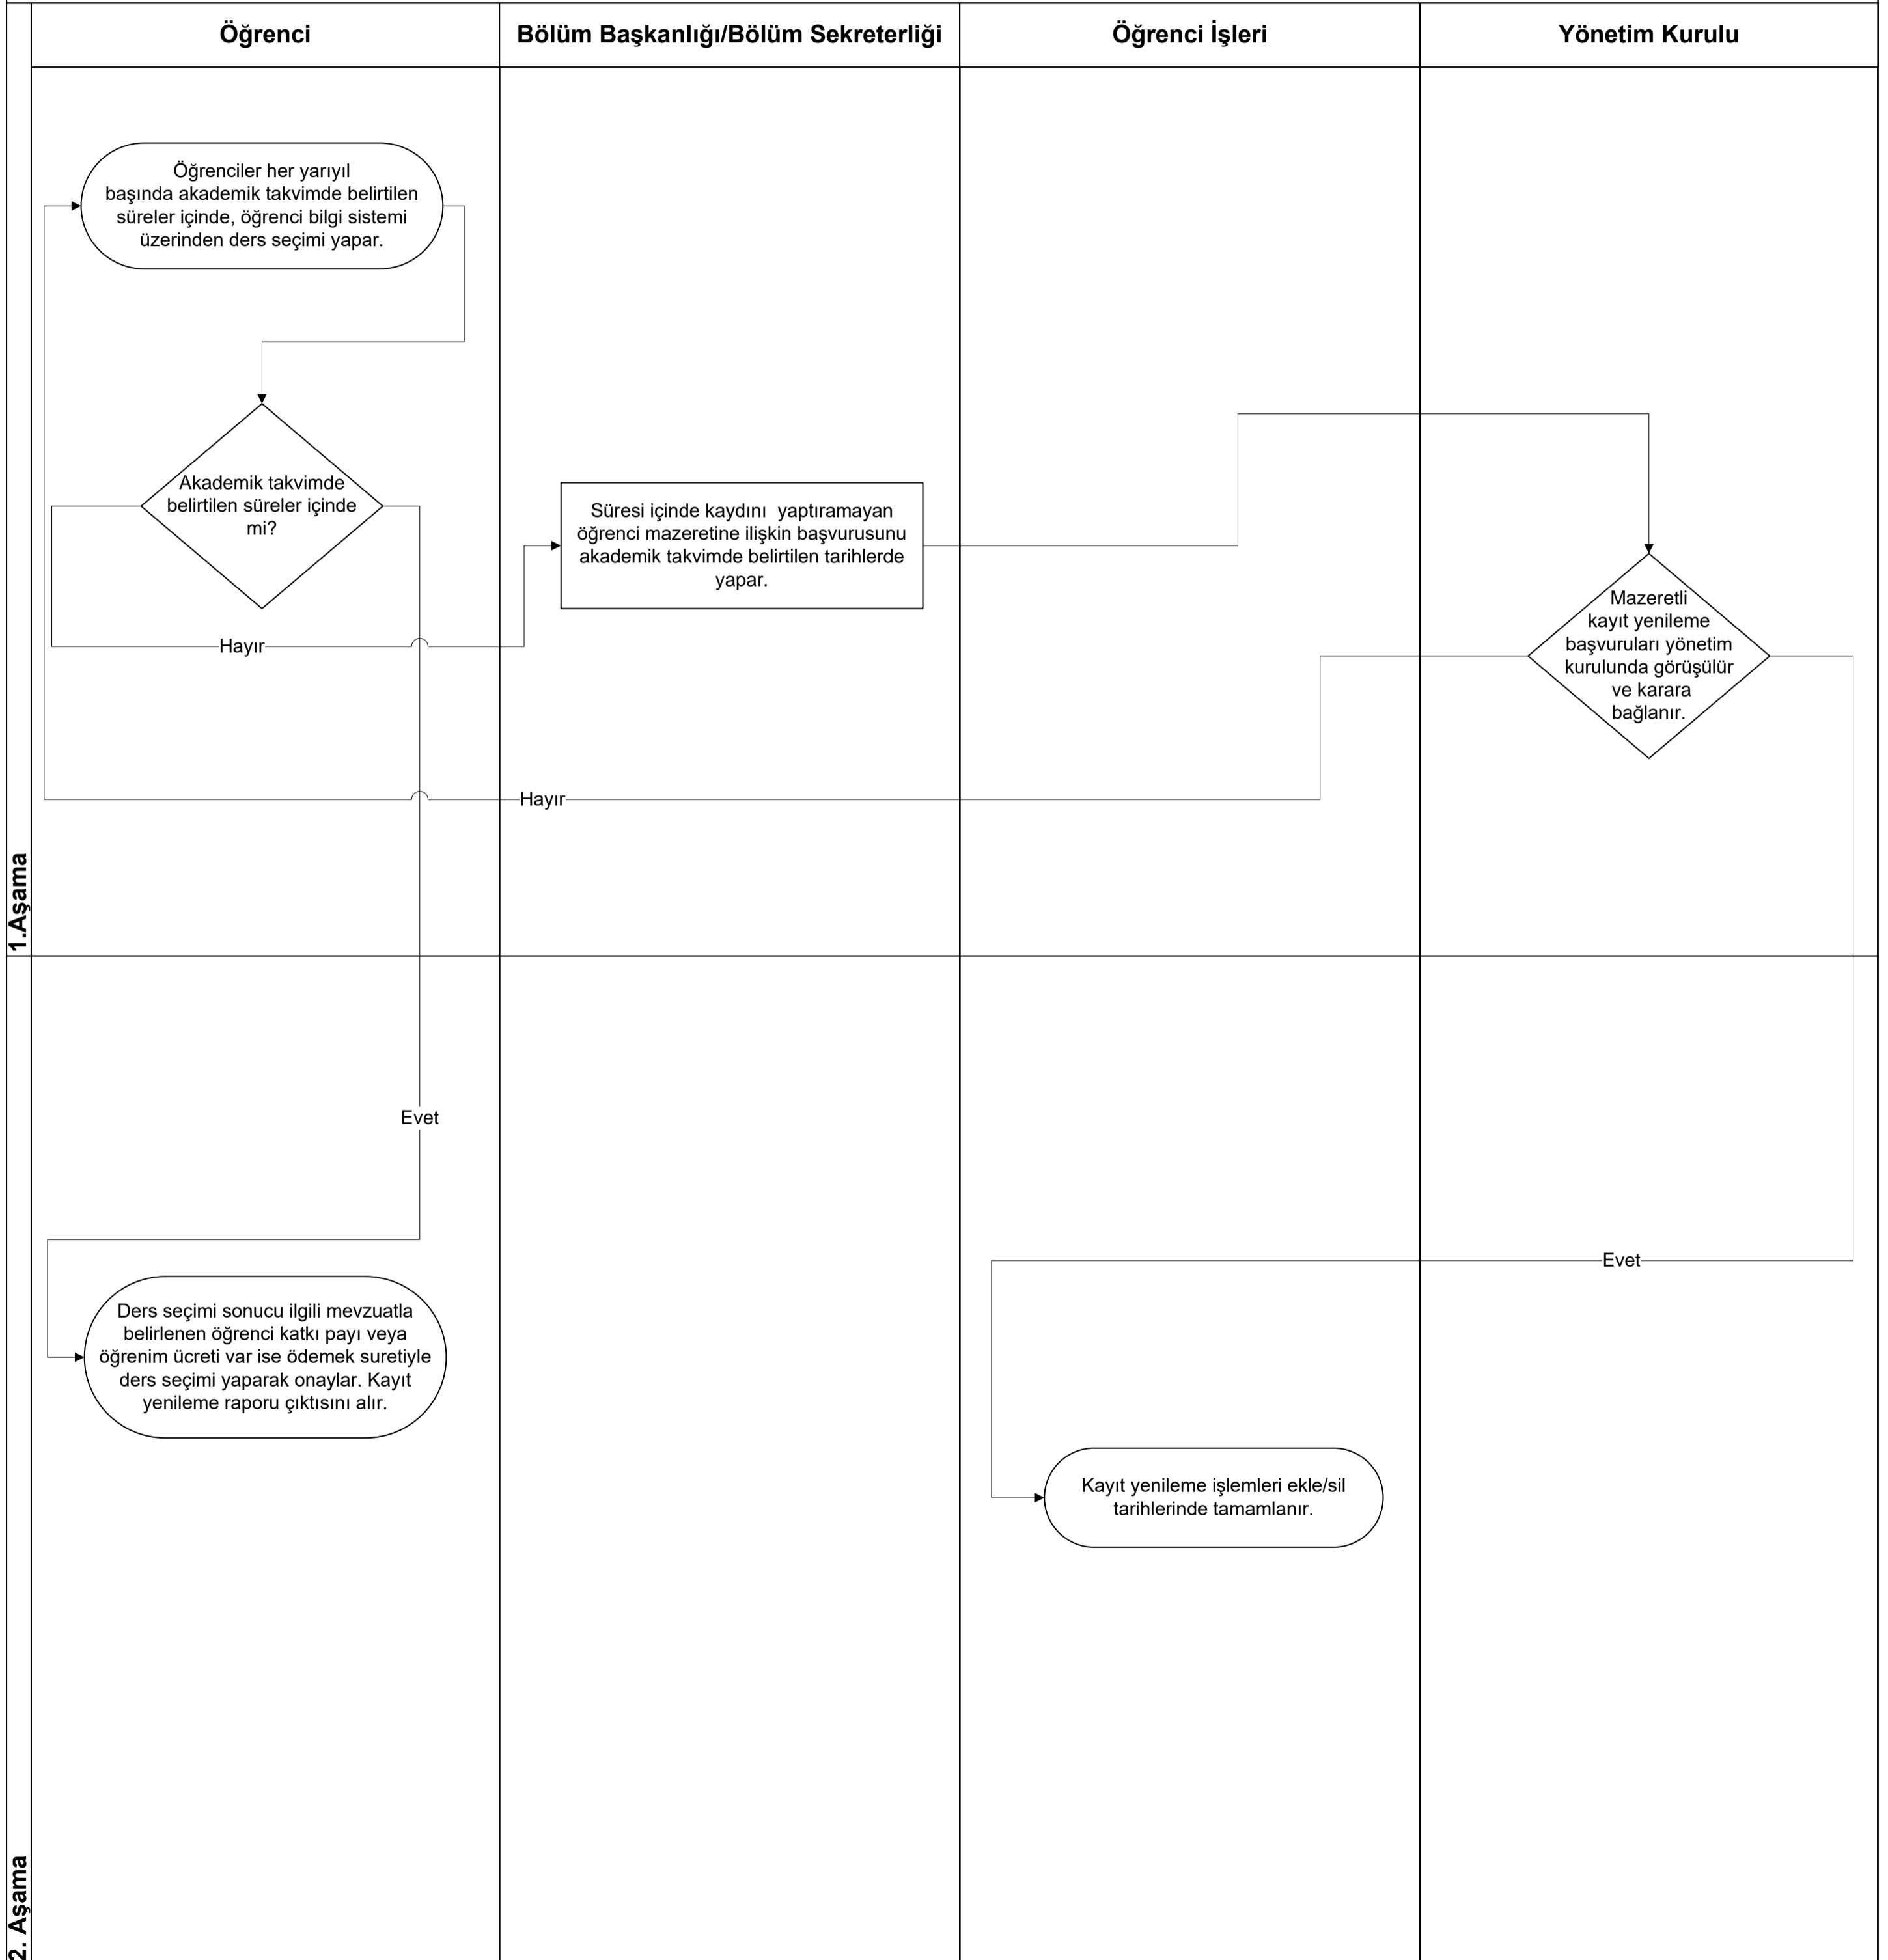 Öğrenci
Bölüm Başkanlığı/Bölüm Sekreterliği
Öğrenci İşleri
Yönetim Kurulu
1.Aşama
Öğrenciler her yarıyıl
başında akademik takvimde belirtilen
süreler içinde, öğrenci bilgi sistemi
üzerinden ders seçimi yapar.
Akademik takvimde
belirtilen süreler içinde
mi?
Hayır
Süresi içinde kaydını  yaptıramayan
öğrenci mazeretine ilişkin başvurusunu
akademik takvimde belirtilen tarihlerde
yapar.
Mazeretli
kayıt yenileme
başvuruları yönetim
kurulunda görüşülür
ve karara
bağlanır.
Hayır
2. Aşama
Evet
Evet
Ders seçimi sonucu ilgili mevzuatla
belirlenen öğrenci katkı payı veya
öğrenim ücreti var ise ödemek suretiyle
ders seçimi yaparak onaylar. Kayıt
yenileme raporu çıktısını alır.
Kayıt yenileme işlemleri ekle/sil
tarihlerinde tamamlanır.